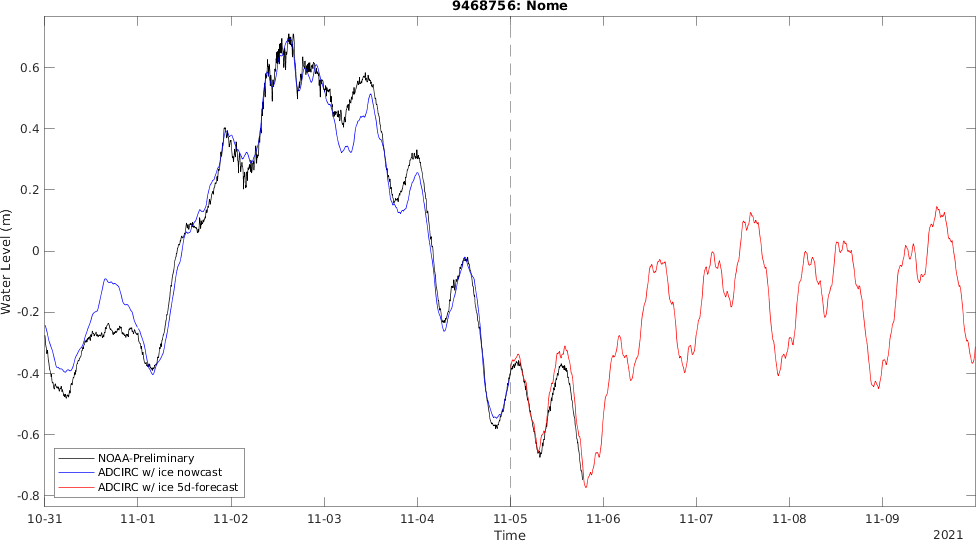 9468756: Nome
Water Level (m)
0.6
0.4
0.2
0
-0.2
-0.4
-0.6
-0.8
NOAA-Preliminary
ADCIRC w/ ice nowcast
ADCIRC w/ ice 5d-forecast
10-31 11-01 11-02 11-03 11-04 11-05 11-06 11-07 11-08 11-09
Time
2021